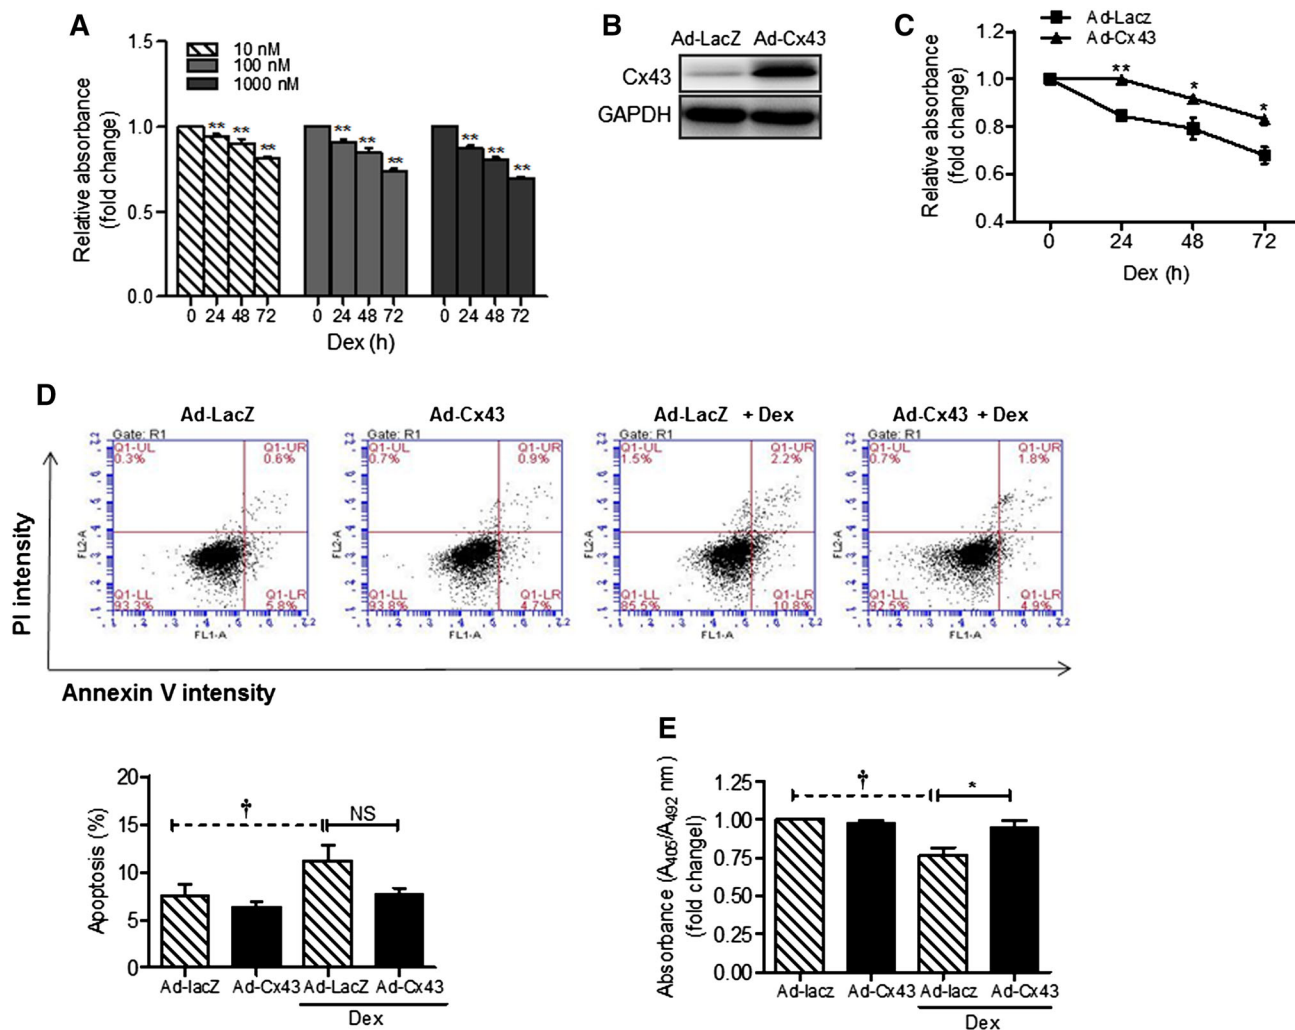 A
Relative absorbance
(fold change)
1.5
1.0
0.5
0.0
10 nM
100 nM
1000 nM
** ** **
** ** **
** ** **
0 24 48 72 0 24 48 72 0 24 48 72
Dex (h)
B
Ad-LacZ Ad-Cx43
Cx43
GAPDH
C
Relative absorbance
(fold change)
1.2
1.0
0.8
0.6
0.4
Ad-Lacz
Ad-Cx43
** * *
0 24 48 72
Dex (h)
D
PI intensity
Ad-LacZ Ad-Cx43 Ad-LacZ + Dex Ad-Cx43 + Dex
Gate: R1
Q1-UL Q1-UR
0.3% 0.6%
Q1-LL Q1-LR
93.3% 5.8%
FL2-A
FL1-A
Gate: R1
Q1-UL Q1-UR
0.7% 0.9%
Q1-LL Q1-LR
93.8% 4.7%
FL2-A
FL1-A
Gate: R1
Q1-UL Q1-UR
1.5% 2.2%
Q1-LL Q1-LR
85.5% 10.8%
FL2-A
FL1-A
Gate: R1
Q1-UL Q1-UR
0.7% 1.8%
Q1-LL Q1-LR
92.5% 4.9%
FL2-A
FL1-A
Annexin V intensity
Apoptosis (%)
20
15
10
5
0
†
NS
Ad-lacZ Ad-Cx43 Ad-LacZ Ad-Cx43
Dex
E
Absorbance (A405/A492 nm)
(fold changel)
1.25
1.00
0.75
0.50
0.25
0.00
†
*
Ad-lacz Ad-Cx43 Ad-lacz Ad-Cx43
Dex